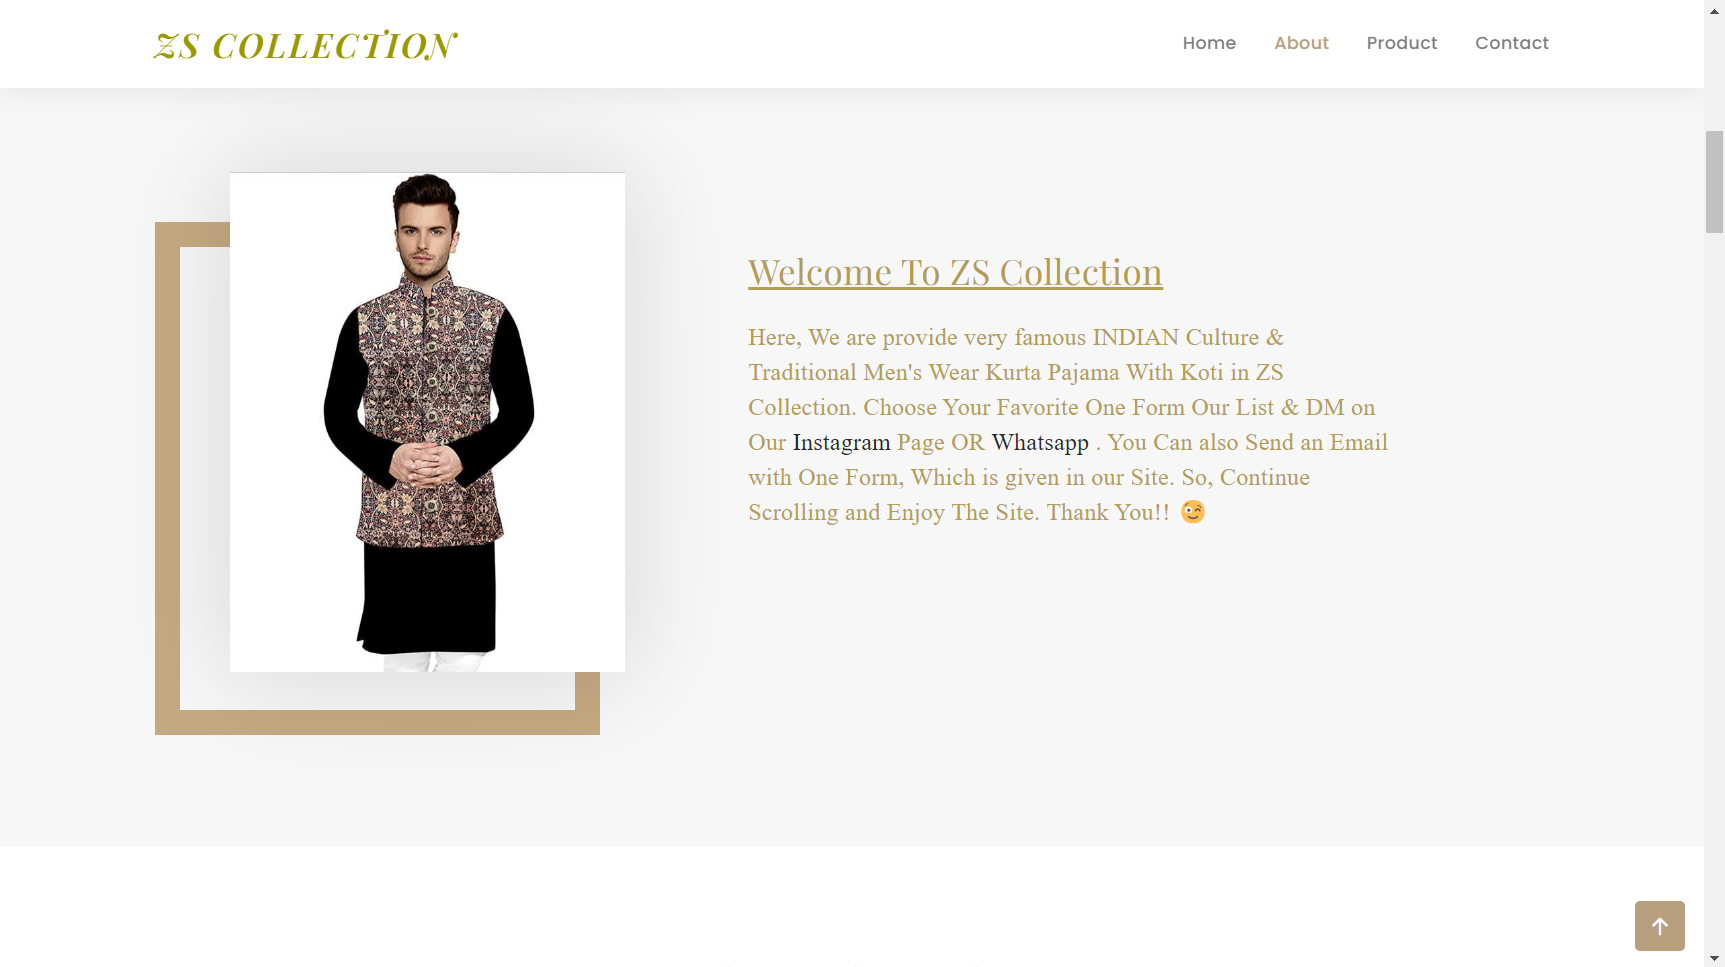 ZS COLLECTION
Home About Product Contact
Welcome To ZS Collection
Here, We are provide very famous INDIAN Culture &
Traditional Men's Wear Kurta Pajama With Koti in ZS
Collection. Choose Your Favorite One Form Our List & DM on
Our Instagram Page OR Whatsapp . You Can also Send an Email
with One Form, Which is given in our Site. So, Continue
Scrolling and Enjoy The Site. Thank You!! 😉